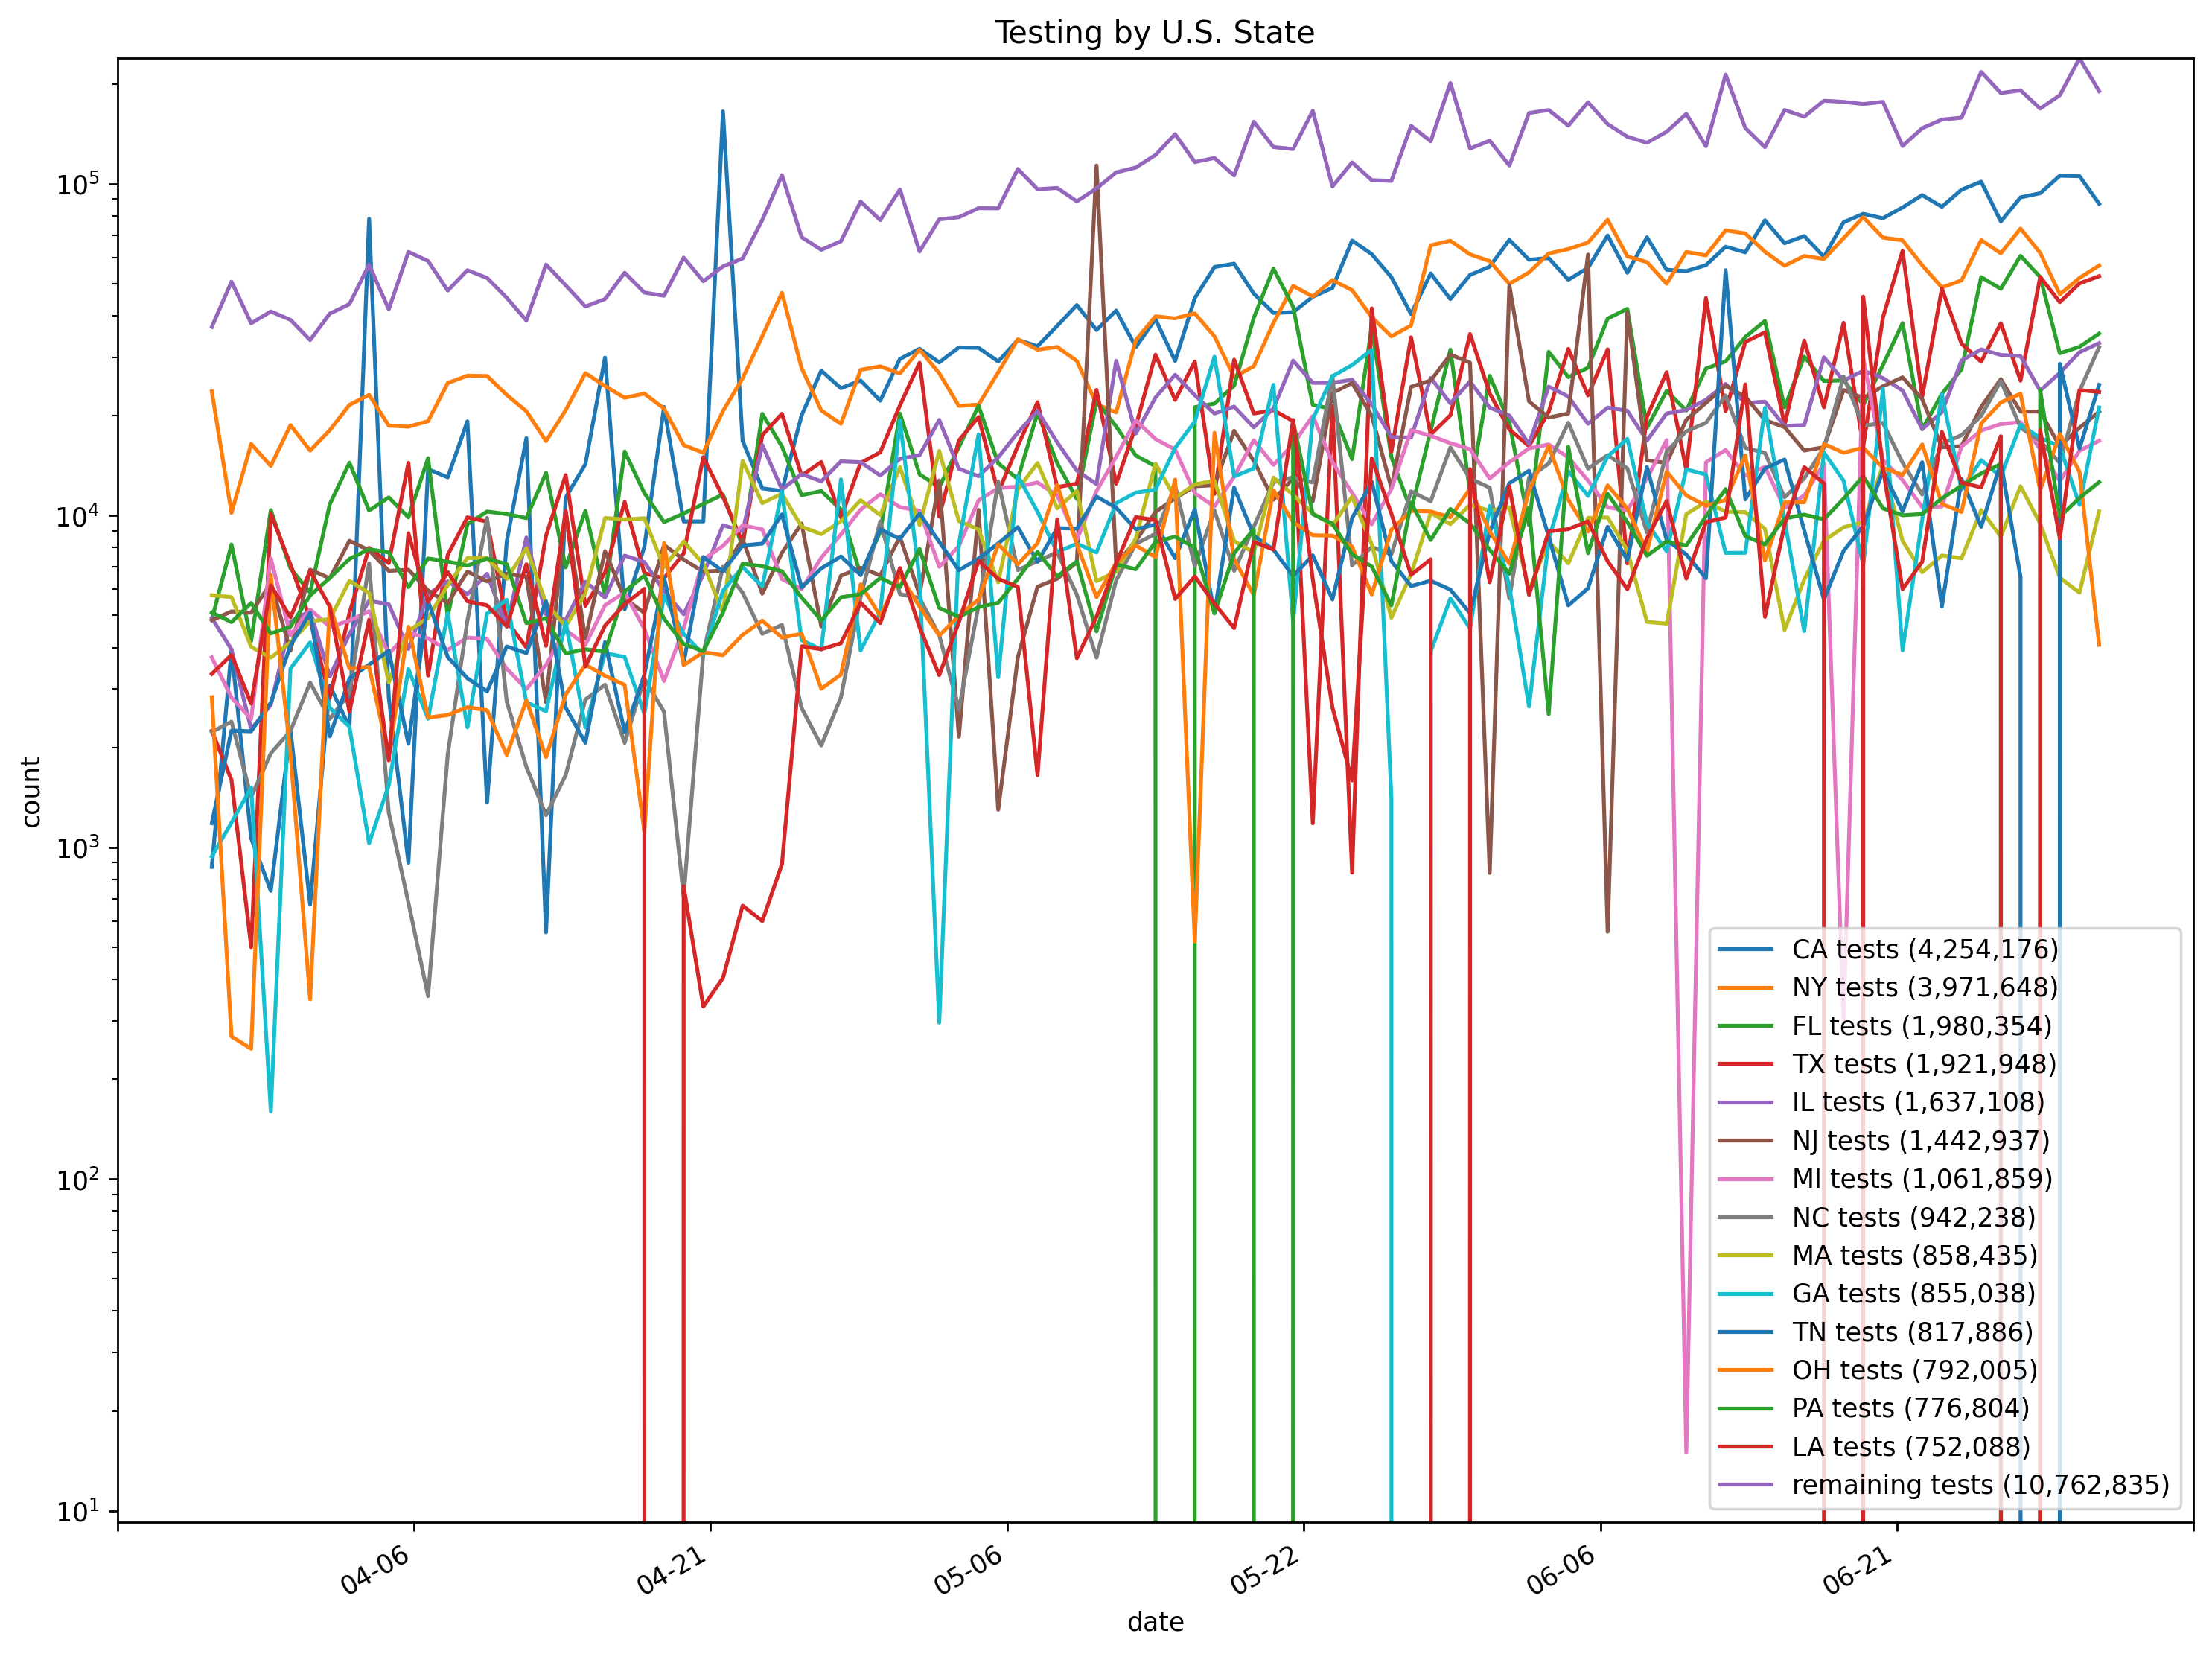 Testing by U.S. State
count
10^5
10^4
10^3
10^2
10^1
CA tests (4,254,176)
NY tests (3,971,648)
FL tests (1,980,354)
TX tests (1,921,948)
IL tests (1,637,108)
NJ tests (1,442,937)
MI tests (1,061,859)
NC tests (942,238)
MA tests (858,435)
GA tests (855,038)
TN tests (817,886)
OH tests (792,005)
PA tests (776,804)
LA tests (752,088)
remaining tests (10,762,835)
04-06
04-21
05-06
05-22
06-06
06-21
date